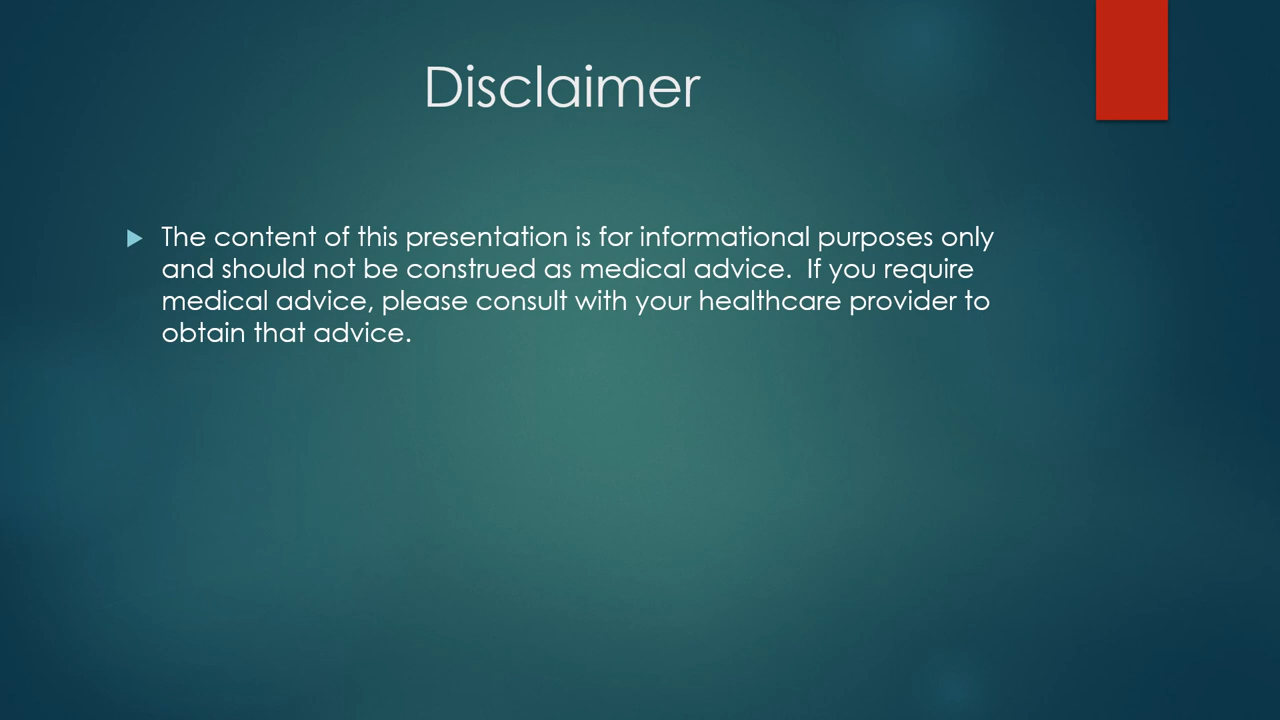 Disclaimer
The content of this presentation is for informational purposes only
and should not be construed as medical advice.  If you require
medical advice, please consult with your healthcare provider to
obtain that advice.